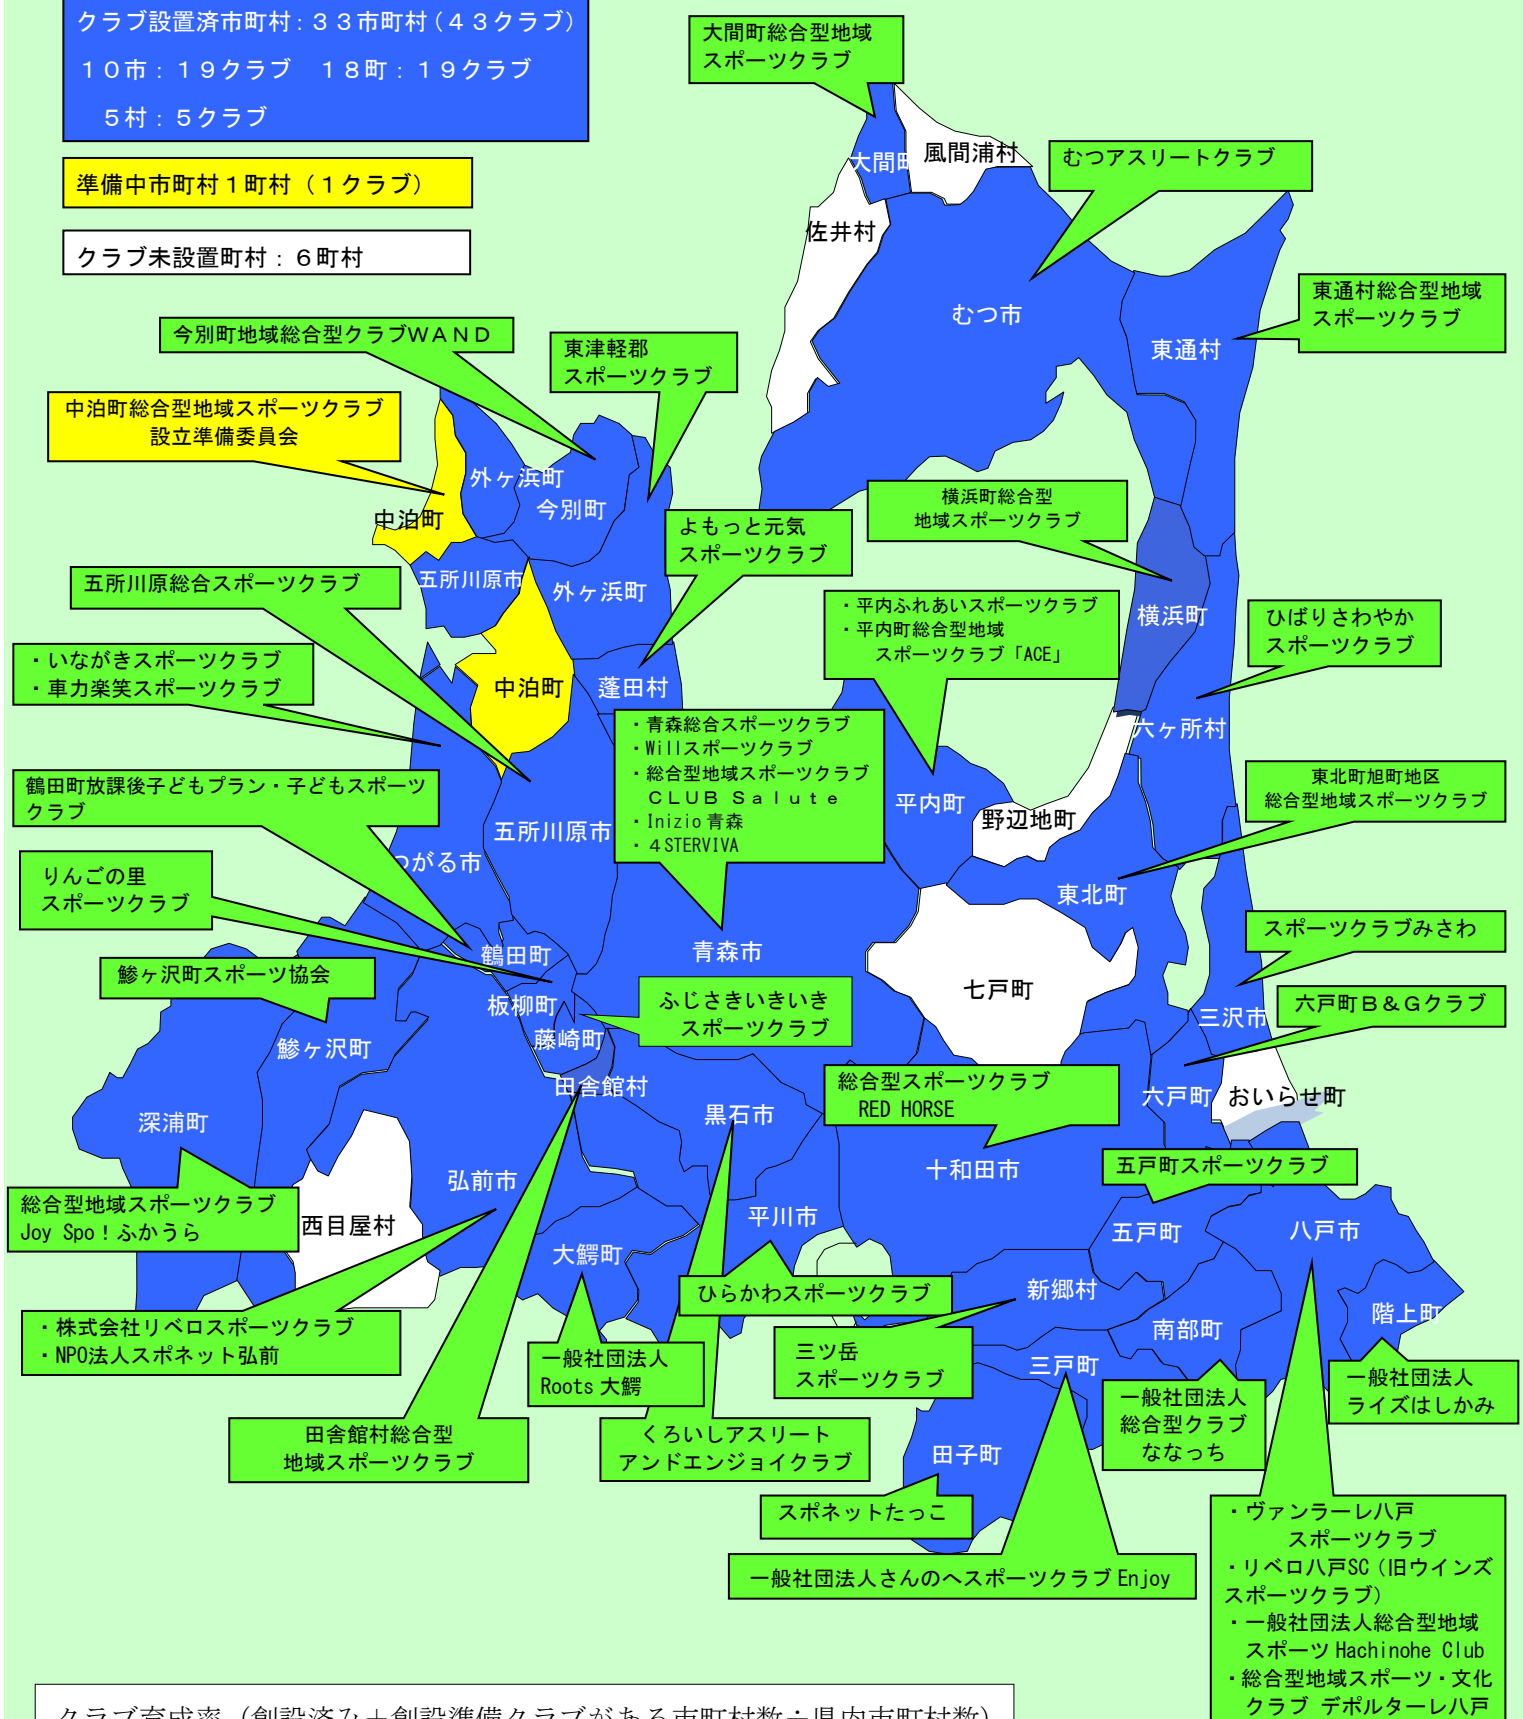 クラブ設置済市町村：３３市町村（４３クラブ）
１０市：１９クラブ　１８町：１９クラブ
５村：５クラブ
準備中市町村１町村（１クラブ）
クラブ未設置町村：６町村
大間町総合型地域
スポーツクラブ
大間町
風間浦村
むつアスリートクラブ
佐井村
むつ市
東通村総合型地域
スポーツクラブ
東通村
今別町地域総合型クラブＷＡＮＤ
東津軽郡
スポーツクラブ
中泊町総合型地域スポーツクラブ
設立準備委員会
外ヶ浜町
今別町
中泊町
横浜町総合型
地域スポーツクラブ
よもっと元気
スポーツクラブ
五所川原市
外ヶ浜町
五所川原総合スポーツクラブ
・平内ふれあいスポーツクラブ
・平内町総合型地域
スポーツクラブ「ACE」
横浜町
ひばりさわやか
スポーツクラブ
・いながきスポーツクラブ
・車力楽笑スポーツクラブ
中泊町
蓬田村
・青森総合スポーツクラブ
・Willスポーツクラブ
・総合型地域スポーツクラブ
ＣＬＵＢ Ｓａｌｕｔｅ
・Inizio 青森
・４STERVIVA
六ヶ所村
鶴田町放課後子どもプラン・子どもスポーツ
クラブ
五所川原市
平内町
野辺地町
東北町旭町地区
総合型地域スポーツクラブ
つがる市
りんごの里
スポーツクラブ
東北町
鶴田町
青森市
スポーツクラブみさわ
鰺ヶ沢町スポーツ協会
板柳町
ふじさきいきいき
スポーツクラブ
七戸町
三沢市
六戸町Ｂ＆Ｇクラブ
鰺ヶ沢町
藤崎町
田舎館村
総合型スポーツクラブ
RED HORSE
六戸町
おいらせ町
深浦町
黒石市
十和田市
五戸町スポーツクラブ
総合型地域スポーツクラブ
Joy Spo！ふかうら
西目屋村
弘前市
平川市
五戸町
八戸市
大鰐町
ひらかわスポーツクラブ
新郷村
・株式会社リベロスポーツクラブ
・NPO法人スポネット弘前
南部町
階上町
一般社団法人
Roots 大鰐
三ツ岳
スポーツクラブ
三戸町
一般社団法人
総合型クラブ
ななっち
一般社団法人
ライズはしかみ
田舎館村総合型
地域スポーツクラブ
くろいしアスリート
アンドエンジョイクラブ
田子町
スポネットたっこ
一般社団法人さんのへスポーツクラブ Enjoy
・ヴァンラーレ八戸
スポーツクラブ
・リベロ八戸SC（旧ウインズ
スポーツクラブ）
・一般社団法人総合型地域
スポーツ Hachinohe Club
・総合型地域スポーツ・文化
クラブ デポルターレ八戸
クラブ育成率（創設済み＋創設準備クラブがある市町村数÷県内市町村数）